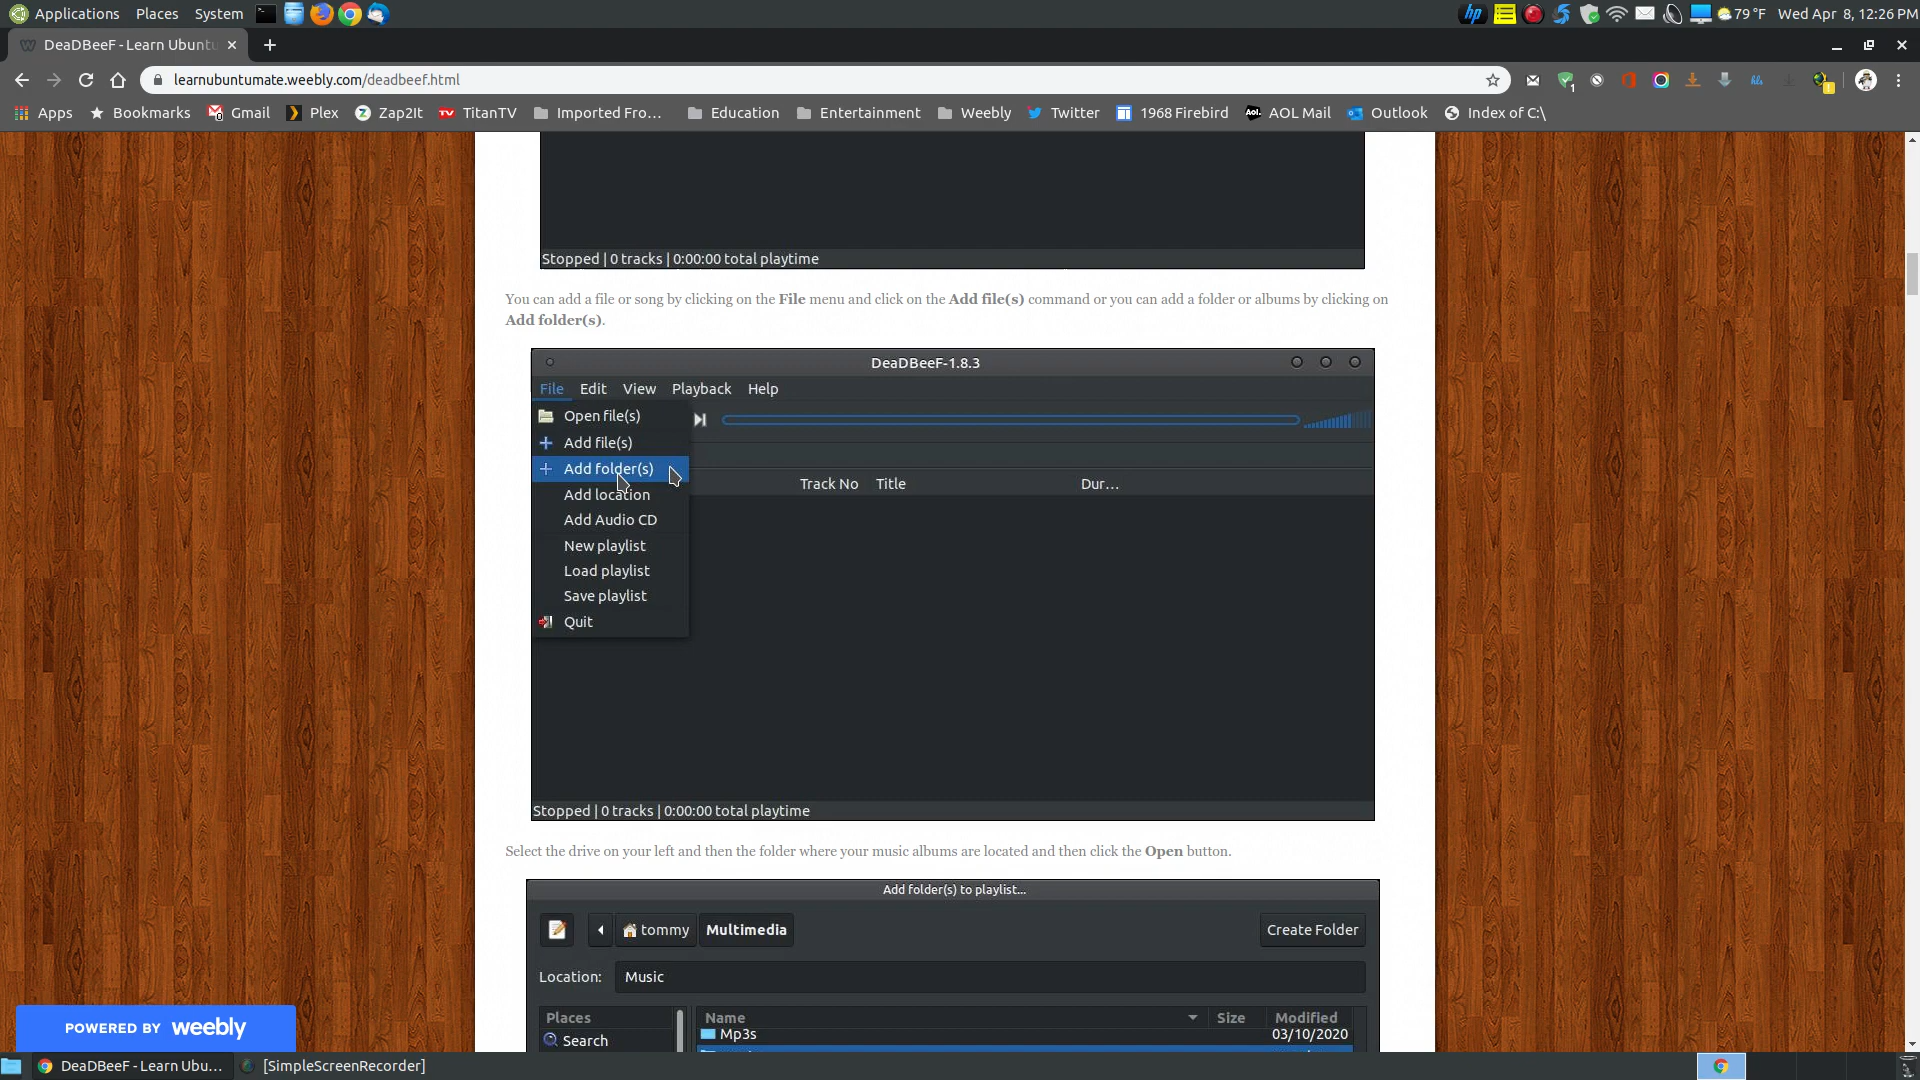 Applications Places System 79 °F Wed Apr 8, 12:26 PM
DeaDBeeF - Learn Ubunt
learnubuntumate.weebly.com/deadbeef.html
Apps Bookmarks Gmail Plex Zap2It TitanTV Imported Fro... Education Entertainment Weebly Twitter 1968 Firebird AOL Mail Outlook Index of C:\
Stopped | 0 tracks | 0:00:00 total playtime
You can add a file or song by clicking on the File menu and click on the Add file(s) command or you can add a folder or albums by clicking on
Add folder(s).
DeaDBeeF-1.8.3
File Edit View Playback Help
Open file(s)
Add file(s)
Add folder(s)
Track No Title Dur...
Add location
Add Audio CD
New playlist
Load playlist
Save playlist
Quit
Stopped | 0 tracks | 0:00:00 total playtime
Select the drive on your left and then the folder where your music albums are located and then click the Open button.
Add folder(s) to playlist...
tommy Multimedia Create Folder
Location: Music
Places Name Size Modified
Mp3s 03/10/2020
Search
POWERED BY weebly
DeaDBeeF - Learn Ubu... [SimpleScreenRecorder]